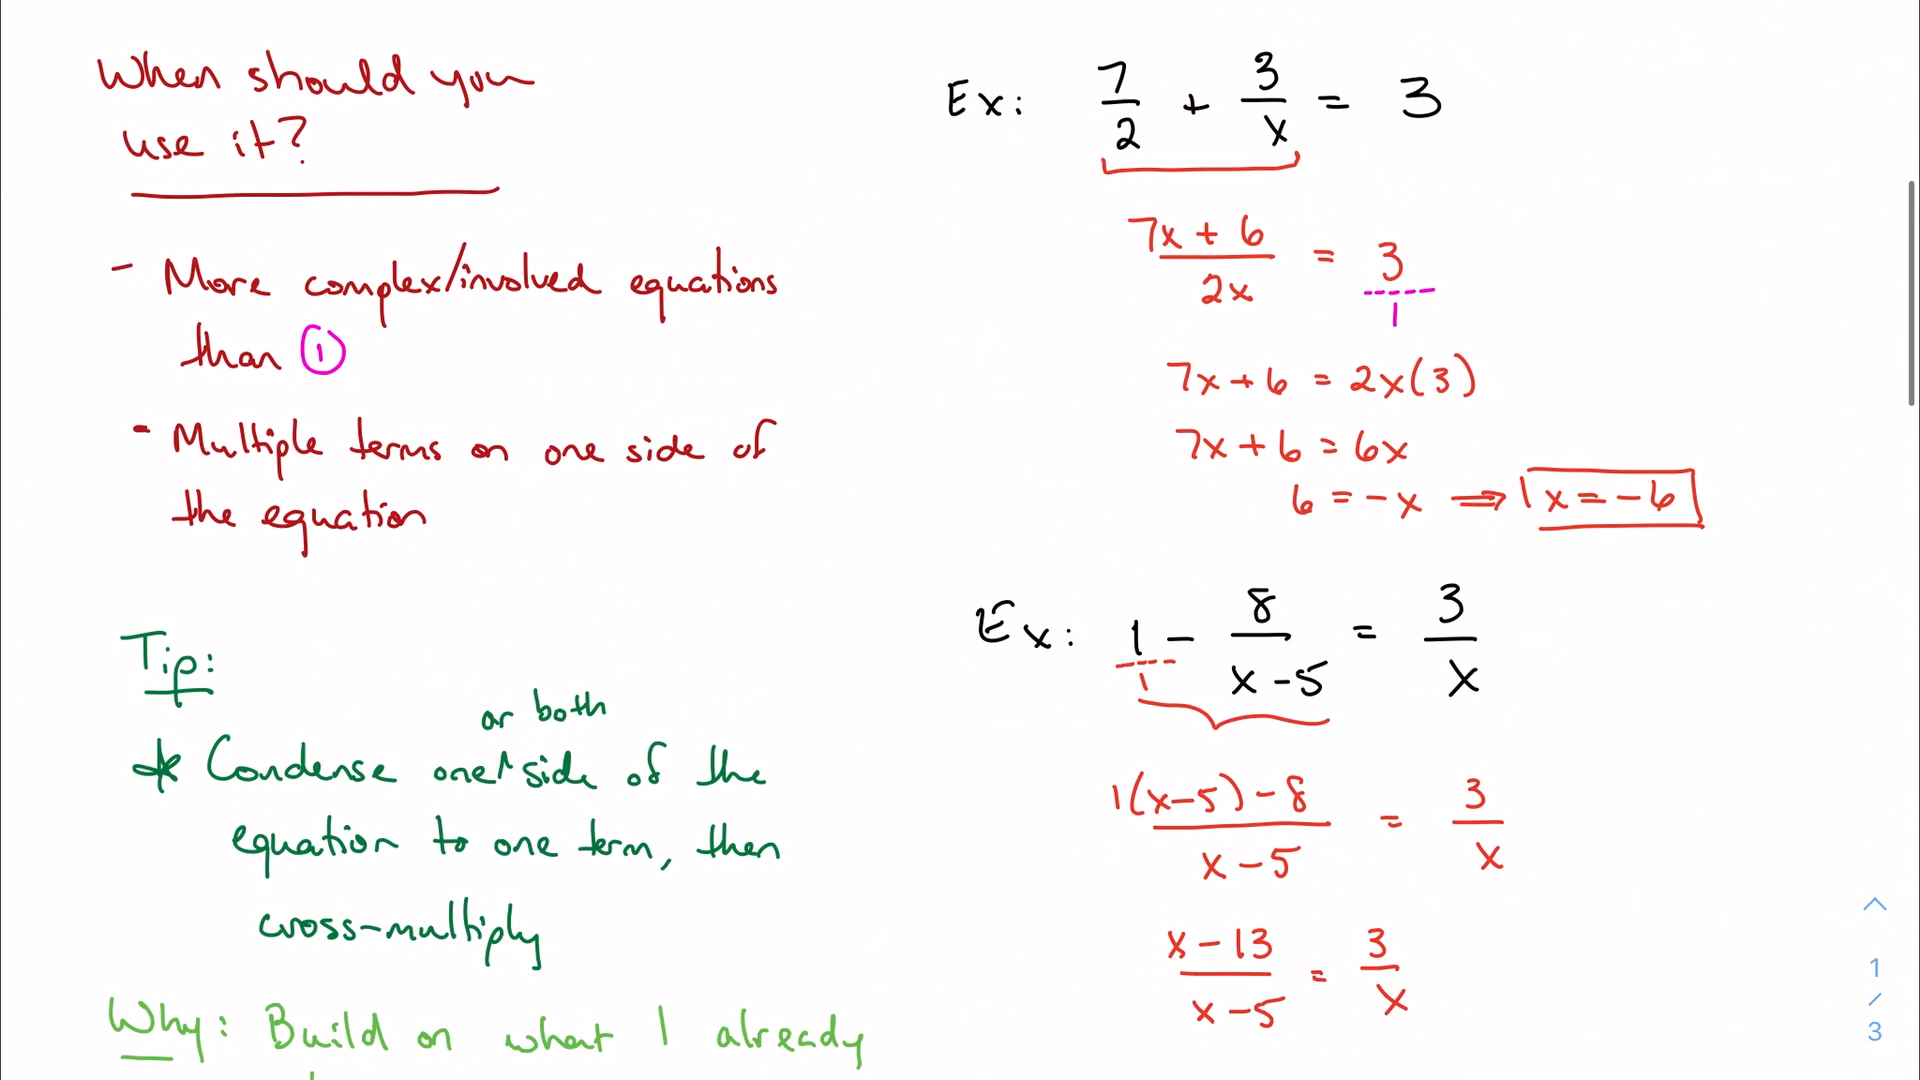 When should you
use it?
- More complex/involved equations
than ①
- Multiple terms on one side of
the equation
Tip:
or both
* Condense one ^ side of the
equation to one term, then
cross-multiply
Why: Build on what I already
Ex: 7/2 + 3/x = 3
(7x + 6)/2x = 3/1
7x + 6 = 2x(3)
7x + 6 = 6x
6 = -x ⇒ x = -6
Ex: 1/1 - 8/(x-5) = 3/x
(1(x-5) - 8)/(x-5) = 3/x
(x-13)/(x-5) = 3/x
1
/
3